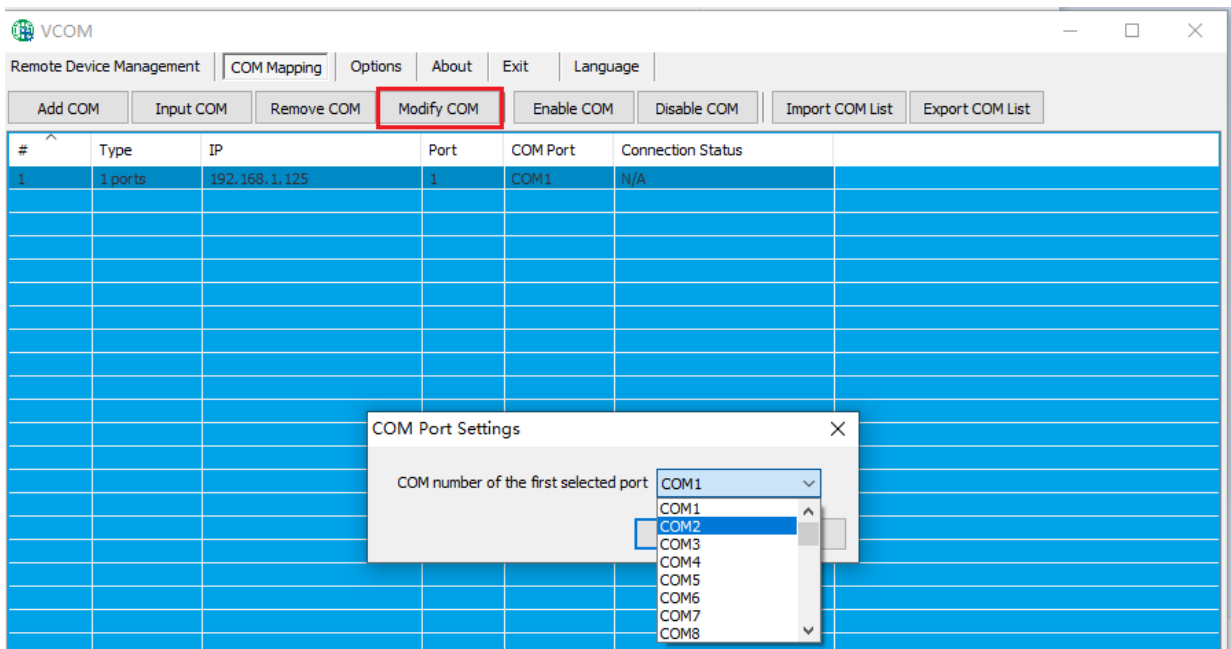 VCOM
Remote Device Management COM Mapping Options About Exit Language
Add COM Input COM Remove COM Modify COM Enable COM Disable COM Import COM List Export COM List
# Type IP Port COM Port Connection Status
1 1 ports 192.168.1.125 1 COM1 N/A
COM Port Settings
COM number of the first selected port COM1
COM1
COM2
COM3
COM4
COM5
COM6
COM7
COM8